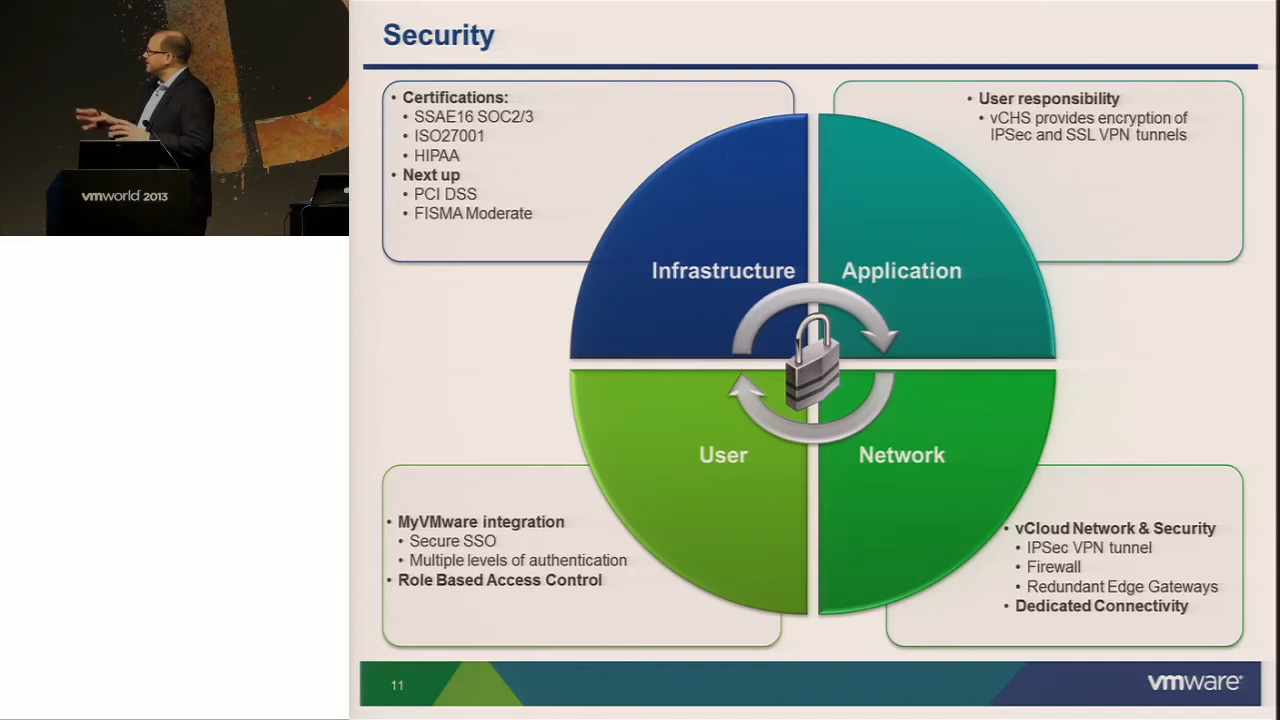 Security
• Certifications:
• SSAE16 SOC2/3
• ISO27001
• HIPAA
• Next up
• PCI DSS
• FISMA Moderate
• User responsibility
• vCHS provides encryption of
IPSec and SSL VPN tunnels
Infrastructure
Application
User
Network
• MyVMware integration
• Secure SSO
• Multiple levels of authentication
• Role Based Access Control
• vCloud Network & Security
• IPSec VPN tunnel
• Firewall
• Redundant Edge Gateways
• Dedicated Connectivity
11
vmware®
vmworld 2013